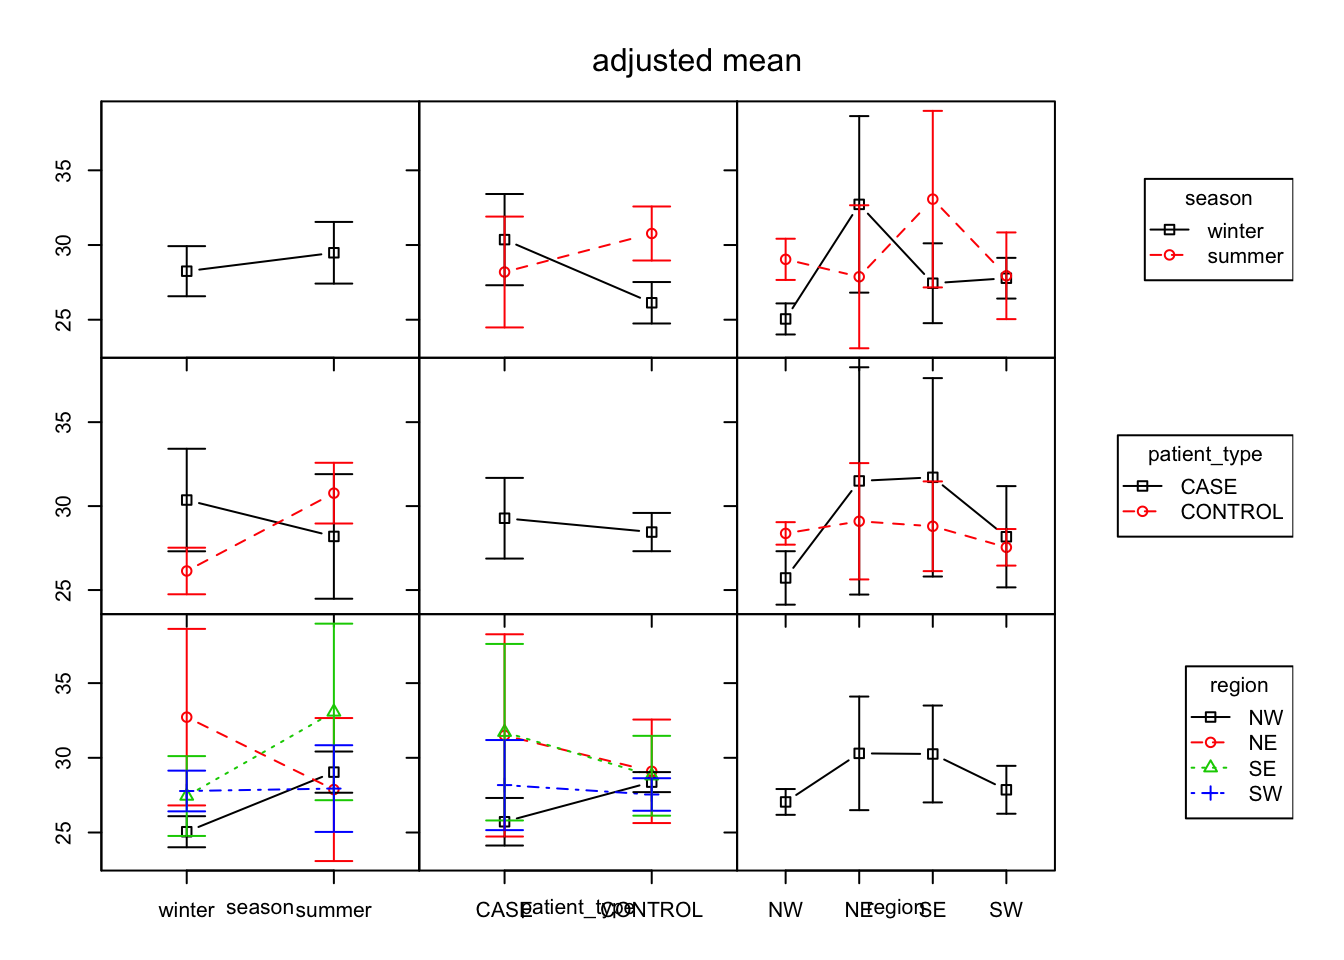 adjusted mean
35
30
25
season
winter
summer
35
30
25
patient_type
CASE
CONTROL
35
30
25
region
NW
NE
SE
SW
winter season summer CASE patient_type CONTROL NW NE region SE SW